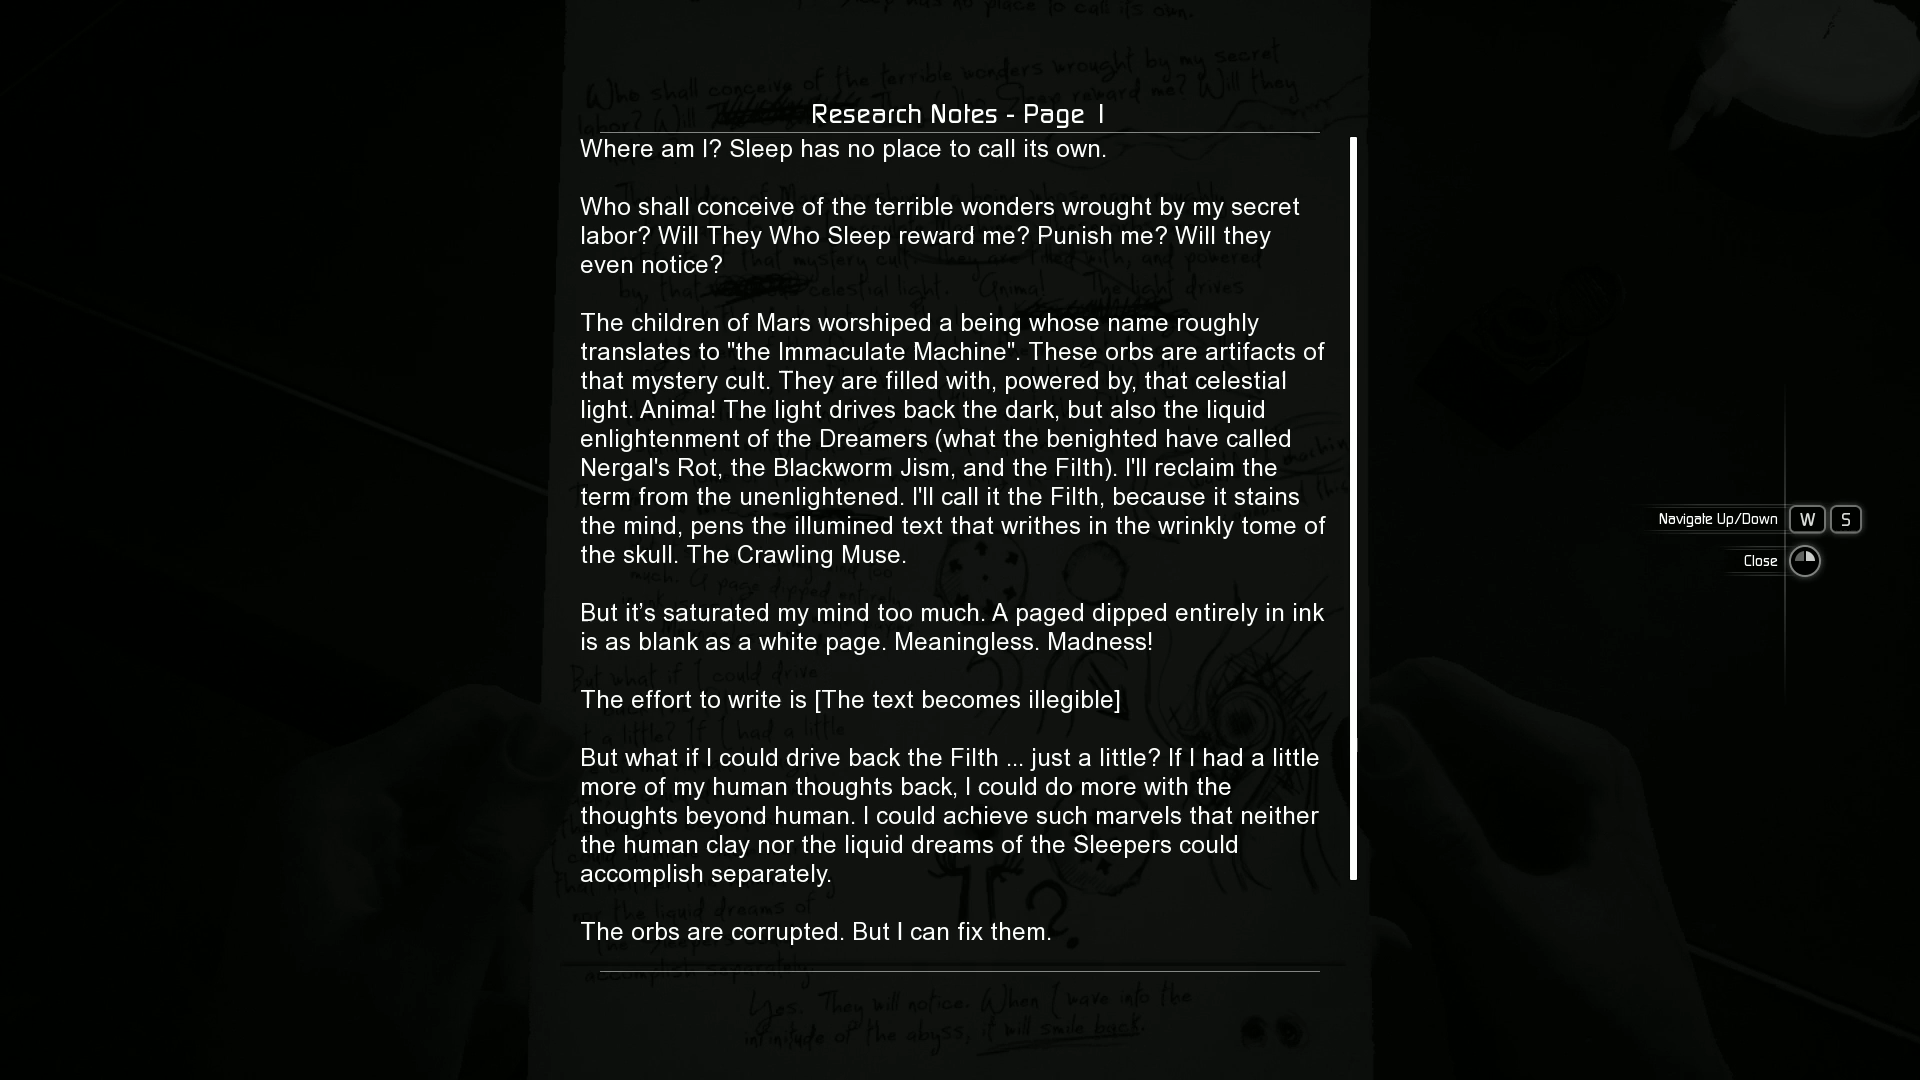 Research Notes - Page 1
Where am I? Sleep has no place to call its own.
Who shall conceive of the terrible wonders wrought by my secret
labor? Will They Who Sleep reward me? Punish me? Will they
even notice?
The children of Mars worshiped a being whose name roughly
translates to "the Immaculate Machine". These orbs are artifacts of
that mystery cult. They are filled with, powered by, that celestial
light. Anima! The light drives back the dark, but also the liquid
enlightenment of the Dreamers (what the benighted have called
Nergal's Rot, the Blackworm Jism, and the Filth). I'll reclaim the
term from the unenlightened. I'll call it the Filth, because it stains
the mind, pens the illumined text that writhes in the wrinkly tome of
the skull. The Crawling Muse.
But it’s saturated my mind too much. A paged dipped entirely in ink
is as blank as a white page. Meaningless. Madness!
The effort to write is [The text becomes illegible]
But what if I could drive back the Filth ... just a little? If I had a little
more of my human thoughts back, I could do more with the
thoughts beyond human. I could achieve such marvels that neither
the human clay nor the liquid dreams of the Sleepers could
accomplish separately.
The orbs are corrupted. But I can fix them.
accomplish separately.
Yes. They will notice. When I wave into the
infinitude of the abyss, it will smile back.
Navigate Up/Down W S
Close